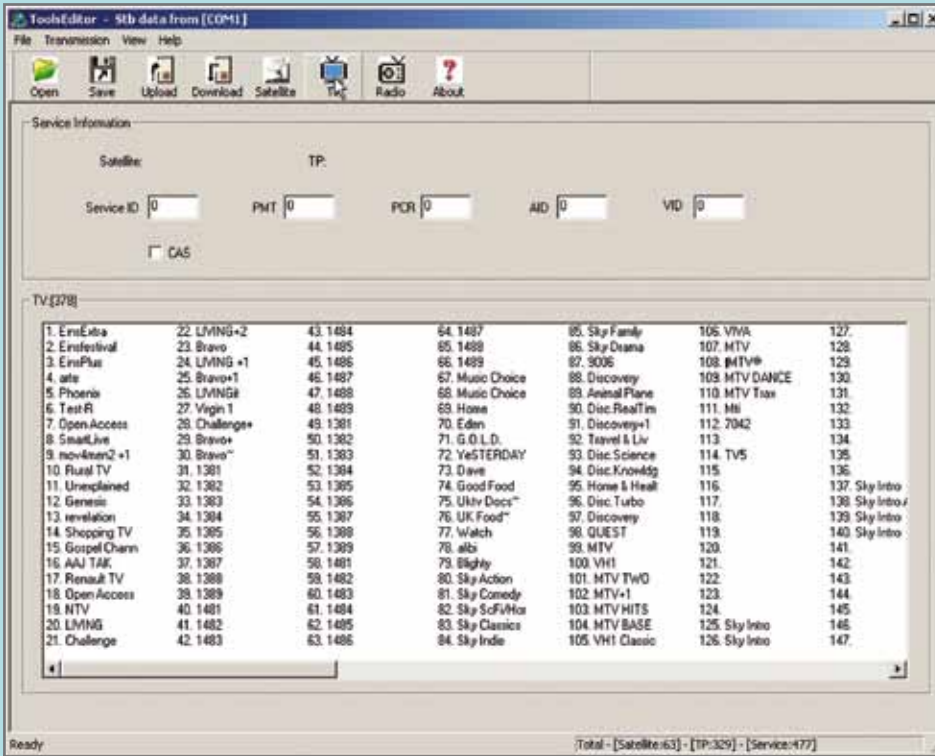 ToolsEditor - Stb data from [COM1]
File Transmission View Help
Open Save Upload Download Satellite TV Radio About
Service Information
Satellite: TP:
Service ID 0 PMT 0 PCR 0 AID 0 VID 0
CAS
TV:[378]
1. EinsExtra
2. Einsfestival
3. EinsPlus
4. arte
5. Phoenix
6. Test-R
7. Open Access
8. SmartLive
9. mov4men2 +1
10. Rural TV
11. Unexplained
12. Genesis
13. revelation
14. Shopping TV
15. Gospel Chann
16. AAJ TAK
17. Renault TV
18. Open Access
19. NTV
20. LIVING
21. Challenge
22. LIVING+2
23. Bravo
24. LIVING +1
25. Bravo+1
26. LIVINGit
27. Virgin 1
28. Challenge+
29. Bravo+
30. Bravo~
31. 1381
32. 1382
33. 1383
34. 1384
35. 1385
36. 1386
37. 1387
38. 1388
39. 1389
40. 1481
41. 1482
42. 1483
43. 1484
44. 1485
45. 1486
46. 1487
47. 1488
48. 1489
49. 1381
50. 1382
51. 1383
52. 1384
53. 1385
54. 1386
55. 1387
56. 1388
57. 1389
58. 1481
59. 1482
60. 1483
61. 1484
62. 1485
63. 1486
64. 1487
65. 1488
66. 1489
67. Music Choice
68. Music Choice
69. Home
70. Eden
71. G.O.L.D.
72. YeSTERDAY
73. Dave
74. Good Food
75. Uktv Docs~
76. UK Food~
77. Watch
78. alibi
79. Blighty
80. Sky Action
81. Sky Comedy
82. Sky SciFi/Hor
83. Sky Classics
84. Sky Indie
85. Sky Family
86. Sky Drama
87. 9006
88. Discovery
89. Animal Plane
90. Disc.RealTim
91. Discovery+1
92. Travel & Liv
93. Disc.Science
94. Disc.Knowldg
95. Home & Healt
96. Disc.Turbo
97. Discovery
98. QUEST
99. MTV
100. VH1
101. MTV TWO
102. MTV+1
103. MTV HITS
104. MTV BASE
105. VH1 Classic
106. VIVA
107. MTV
108.
109. MTV DANCE
110. MTV Trax
111. Mti
112. 7042
113.
114. TV5
115.
116.
117.
118.
119.
120.
121.
122.
123.
124.
125. Sky Intro
126. Sky Intro
127.
128.
129.
130.
131.
132.
133.
134.
135.
136.
137. Sky Intro
138. Sky Intro
139. Sky Intro
140. Sky Intro
141.
142.
143.
144.
145.
146.
147.
Ready
Total - [Satellite:63] - [TP:329] - [Service:477]